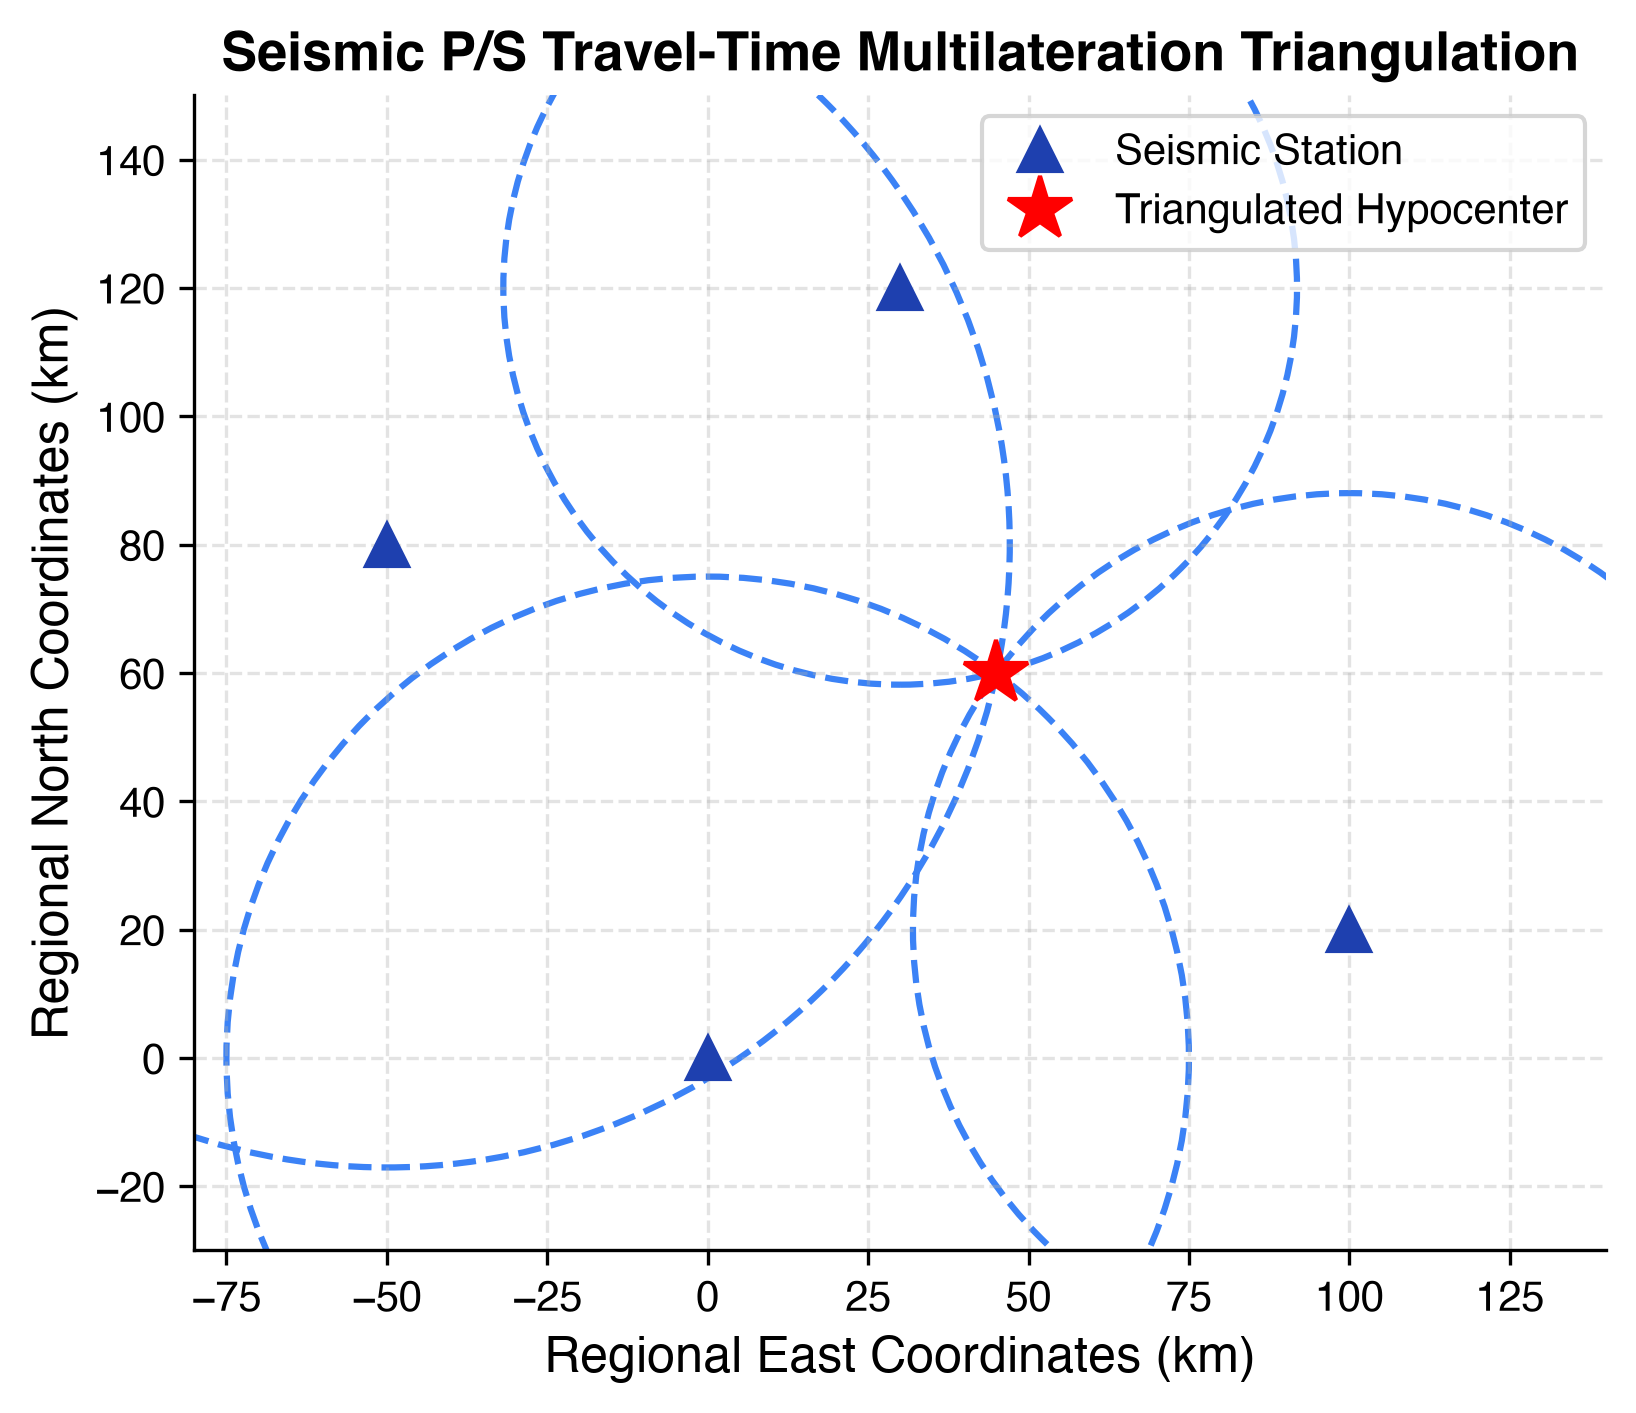 Seismic P/S Travel-Time Multilateration Triangulation
Seismic Station
Triangulated Hypocenter
Regional North Coordinates (km)
140
120
100
80
60
40
20
0
−20
−75 −50 −25 0 25 50 75 100 125
Regional East Coordinates (km)